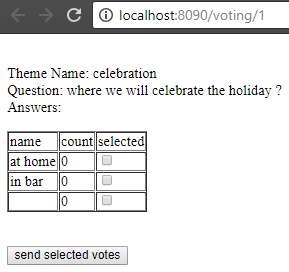 localhost:8090/voting/1
Theme Name: celebration
Question: where we will celebrate the holiday ?
Answers:
name count selected
at home 0
in bar 0
0
send selected votes